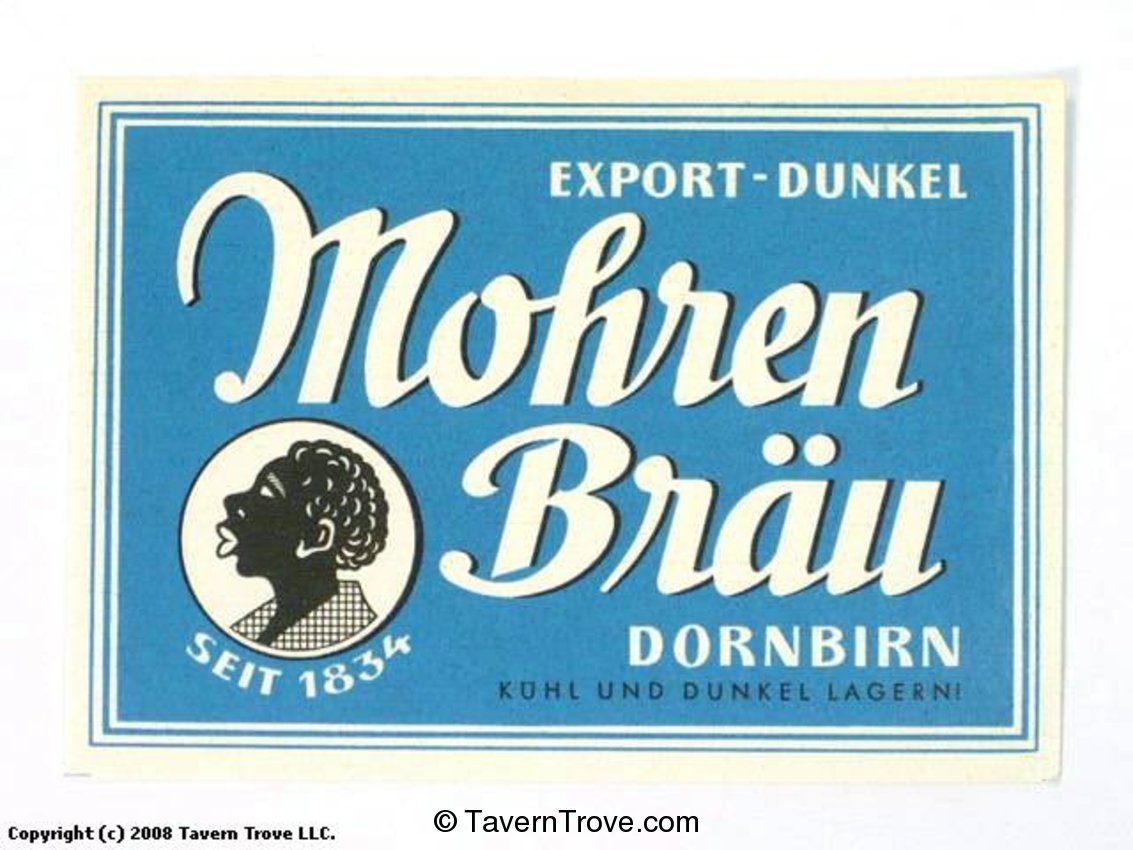 EXPORT-DUNKEL
Mohren
Bräu
SEIT 1834
DORNBIRN
KÜHL UND DUNKEL LAGERN!
© TavernTrove.com
Copyright (c) 2008 Tavern Trove LLC.